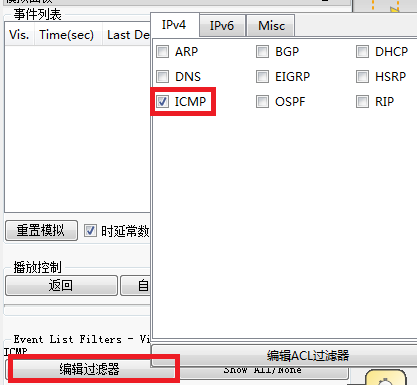 事件列表
Vis. Time(sec) Last De
IPv4 IPv6 Misc
ARP BGP DHCP
DNS EIGRP HSRP
ICMP OSPF RIP
重置模拟 时延常数
播放控制
返回 自
Event List Filters - Vi
ICMP
编辑ACL过滤器
编辑过滤器 Show All/None